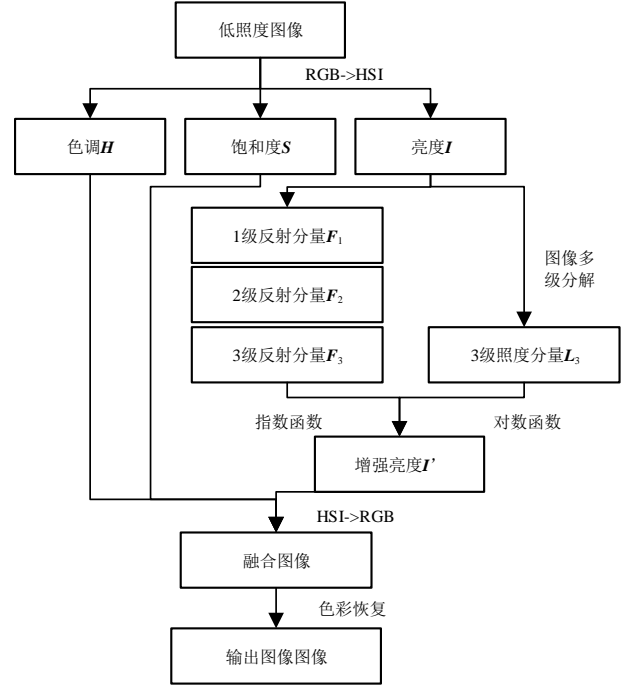 低照度图像
RGB->HSI
色调H
饱和度S
亮度I
1级反射分量F₁
图像多
级分解
2级反射分量F₂
3级反射分量F₃
3级照度分量L₃
指数函数
对数函数
增强亮度I'
HSI->RGB
融合图像
色彩恢复
输出图像图像